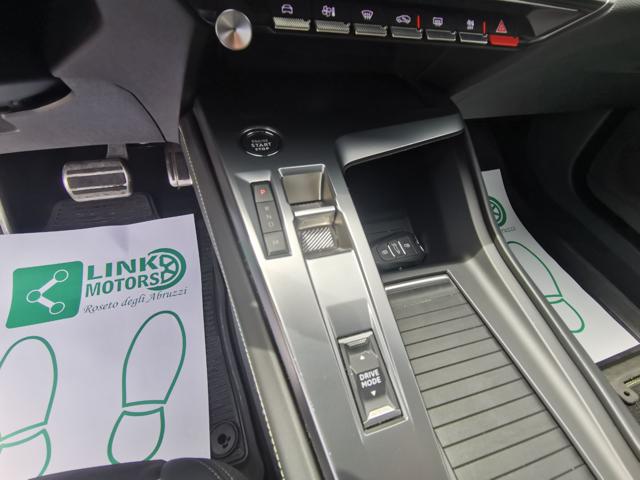 ENGINE
START
STOP
P
R
N
D
M
LINK
MOTORS
Roseto degli Abruzzi
DRIVE
MODE